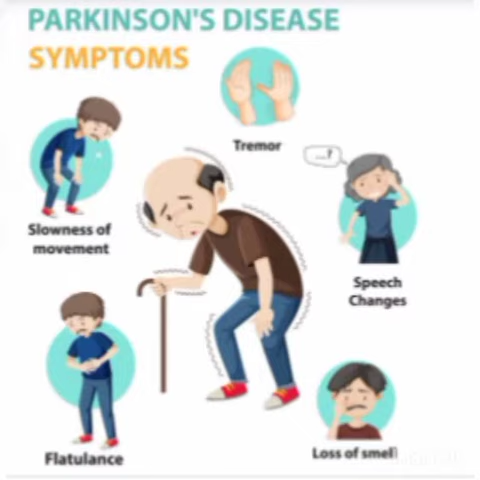 PARKINSON'S DISEASE
SYMPTOMS
Tremor
...?
Slowness of
movement
Speech
Changes
Flatulance
Loss of smell